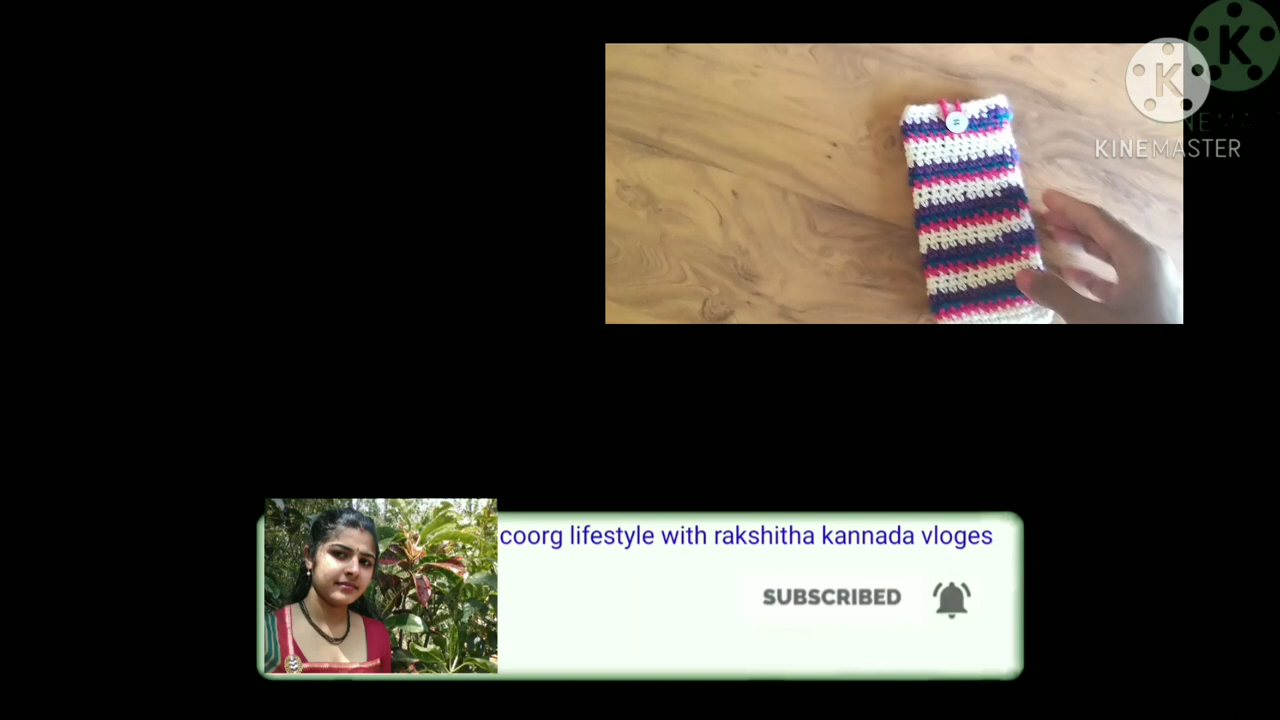 K
K
KINEMASTER
coorg lifestyle with rakshitha kannada vloges
SUBSCRIBED